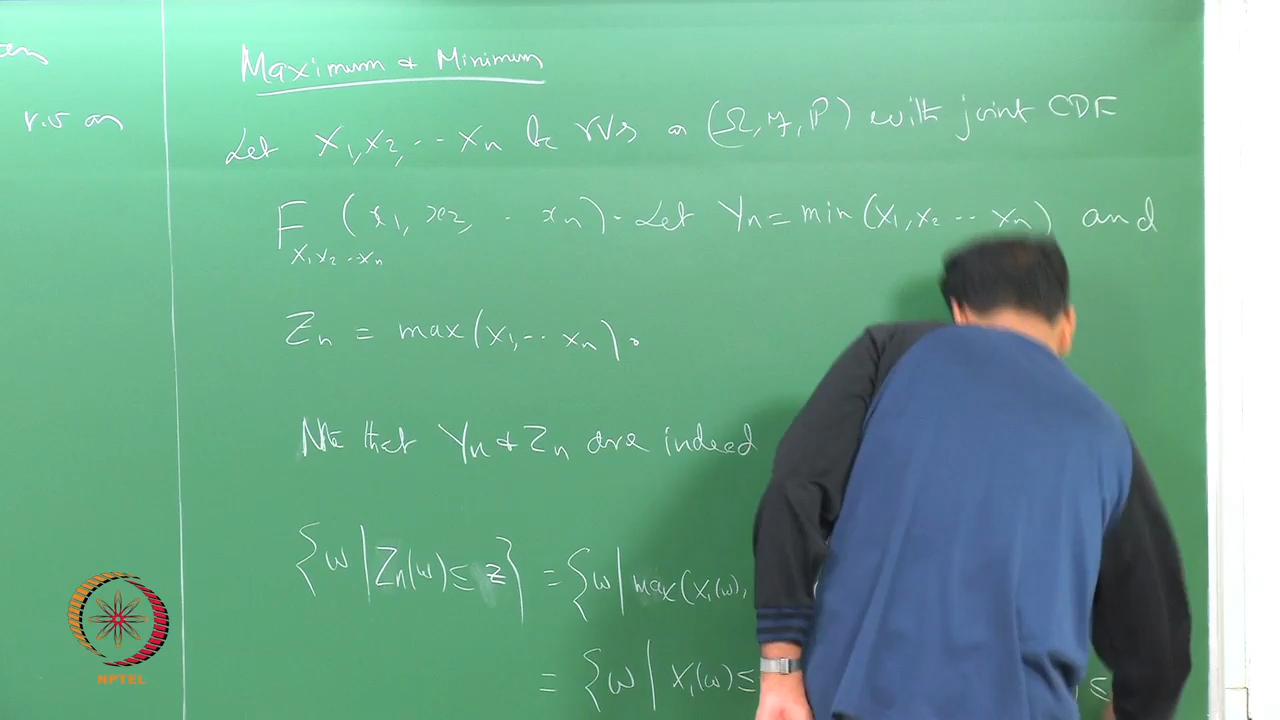 r.v on
Maximum & Minimum
Let X₁, X₂, ·· Xₙ be rvs on (Ω, ℱ, ℙ) with joint CDF
F_{X₁X₂··Xₙ} (x₁, x₂, · xₙ). Let Yₙ = min (X₁, X₂ ·· Xₙ) and
Zₙ = max (X₁, ·· Xₙ).
Note that Yₙ & Zₙ are indeed
{ω | Zₙ(ω) ≤ z} = {ω | max (X₁(ω),
= {ω | X₁(ω) ≤ ) ≤
NPTEL